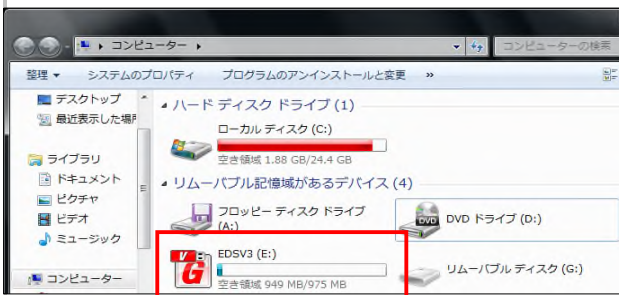 コンピューター
コンピューターの検索
整理
システムのプロパティ
プログラムのアンインストールと変更
»
デスクトップ
最近表示した場所
ライブラリ
ドキュメント
ピクチャ
ビデオ
ミュージック
コンピューター
ハード ディスク ドライブ (1)
ローカル ディスク (C:)
空き領域 1.88 GB/24.4 GB
リムーバブル記憶域があるデバイス (4)
フロッピー ディスク ドライブ
(A:)
DVD
DVD ドライブ (D:)
V
G
EDSV3 (E:)
空き領域 949 MB/975 MB
リムーバブル ディスク (G:)